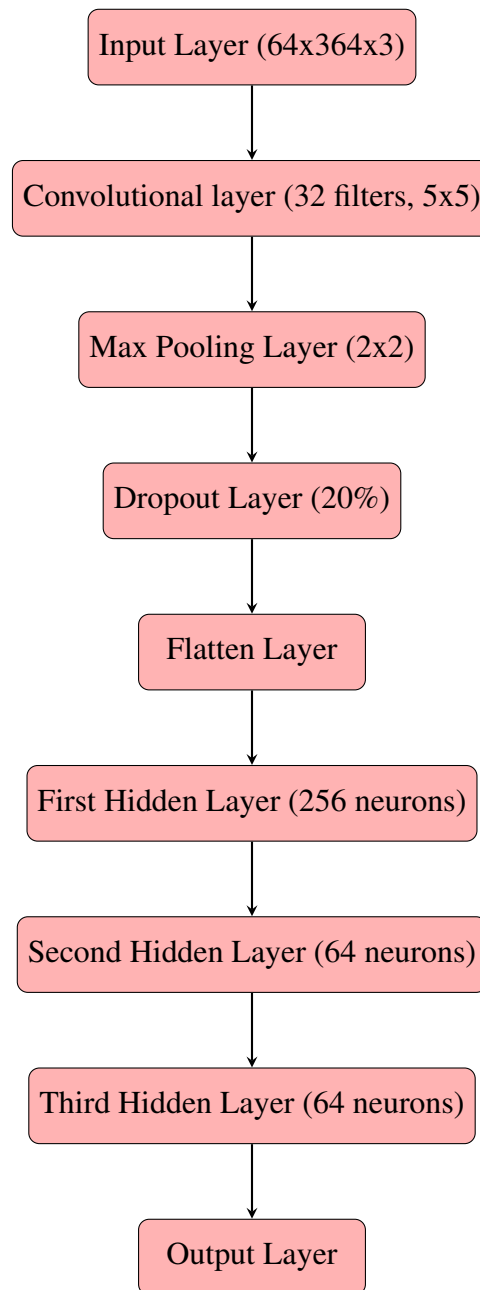 Input Layer (64x364x3)
Convolutional layer (32 filters, 5x5)
Max Pooling Layer (2x2)
Dropout Layer (20%)
Flatten Layer
First Hidden Layer (256 neurons)
Second Hidden Layer (64 neurons)
Third Hidden Layer (64 neurons)
Output Layer